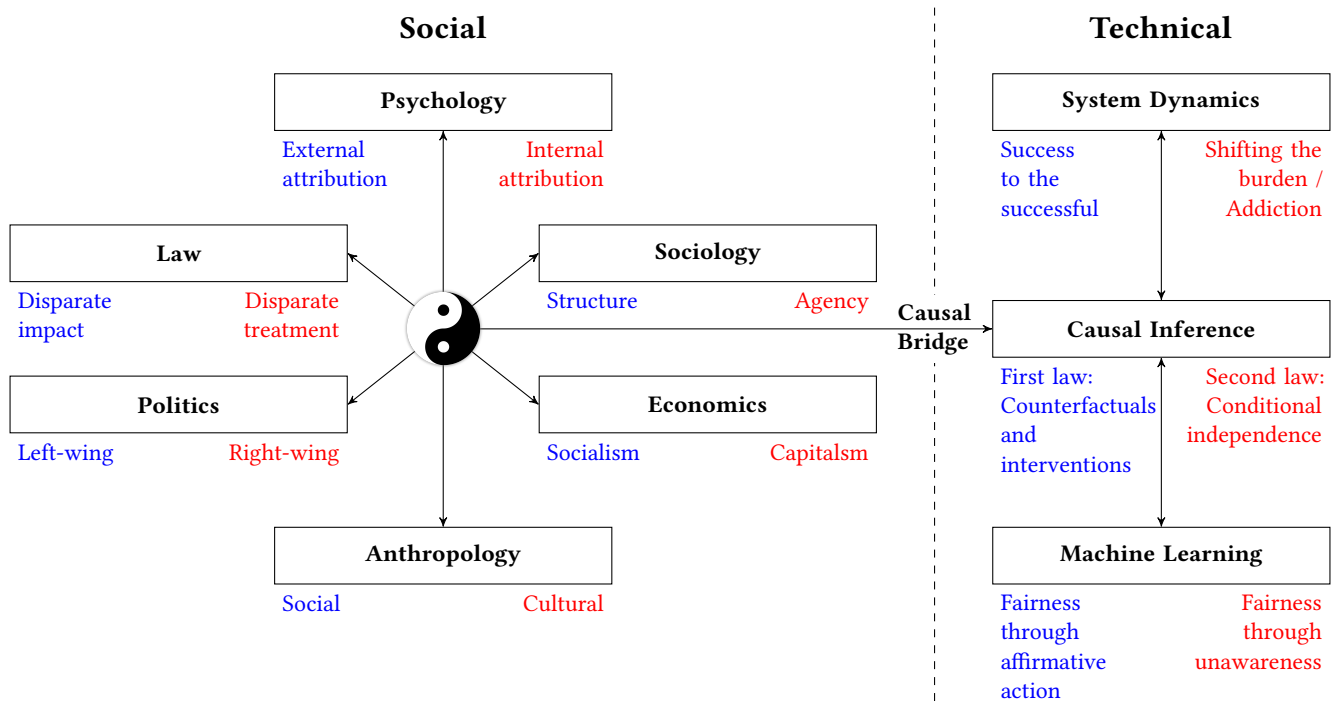 Social
Technical
Psychology
External
attribution
Internal
attribution
Law
Disparate
impact
Disparate
treatment
Sociology
Structure
Agency
Politics
Left-wing
Right-wing
Economics
Socialism
Capitalsm
Anthropology
Social
Cultural
Causal
Bridge
System Dynamics
Success
to the
successful
Shifting the
burden /
Addiction
Causal Inference
First law:
Counterfactuals
and
interventions
Second law:
Conditional
independence
Machine Learning
Fairness
through
affirmative
action
Fairness
through
unawareness